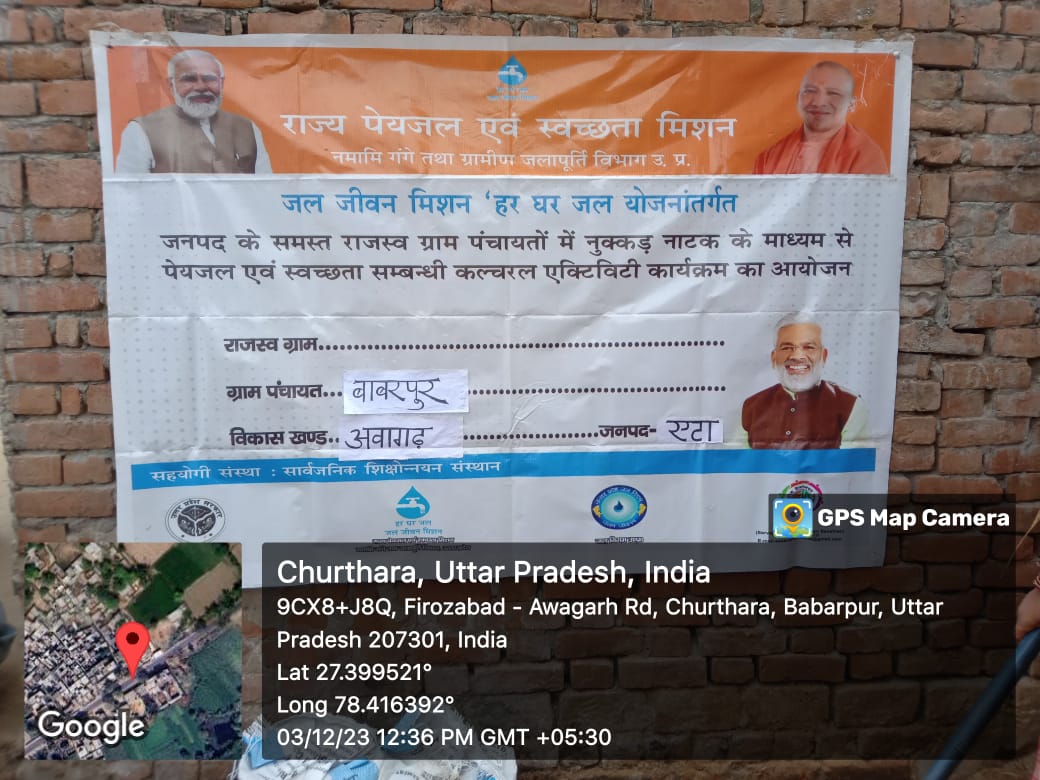 राज्य पेयजल एवं स्वच्छता मिशन
नमामि गंगे तथा ग्रामीण जलापूर्ति विभाग उ. प्र.
जल जीवन मिशन 'हर घर जल योजनांतर्गत
जनपद के समस्त राजस्व ग्राम पंचायतों में नुक्कड़ नाटक के माध्यम से
पेयजल एवं स्वच्छता सम्बन्धी कल्चरल एक्टिविटी कार्यक्रम का आयोजन
राजस्व ग्राम
ग्राम पंचायत... बाबरपुर
विकास खण्ड.. अवागढ़ जनपद- एटा
सहयोगी संस्था : सार्वजनिक शिक्षोन्नयन संस्थान
हर घर जल
जल जीवन मिशन
GPS Map Camera
Churthara, Uttar Pradesh, India
9CX8+J8Q, Firozabad - Awagarh Rd, Churthara, Babarpur, Uttar
Pradesh 207301, India
Lat 27.399521°
Long 78.416392°
03/12/23 12:36 PM GMT +05:30
Google